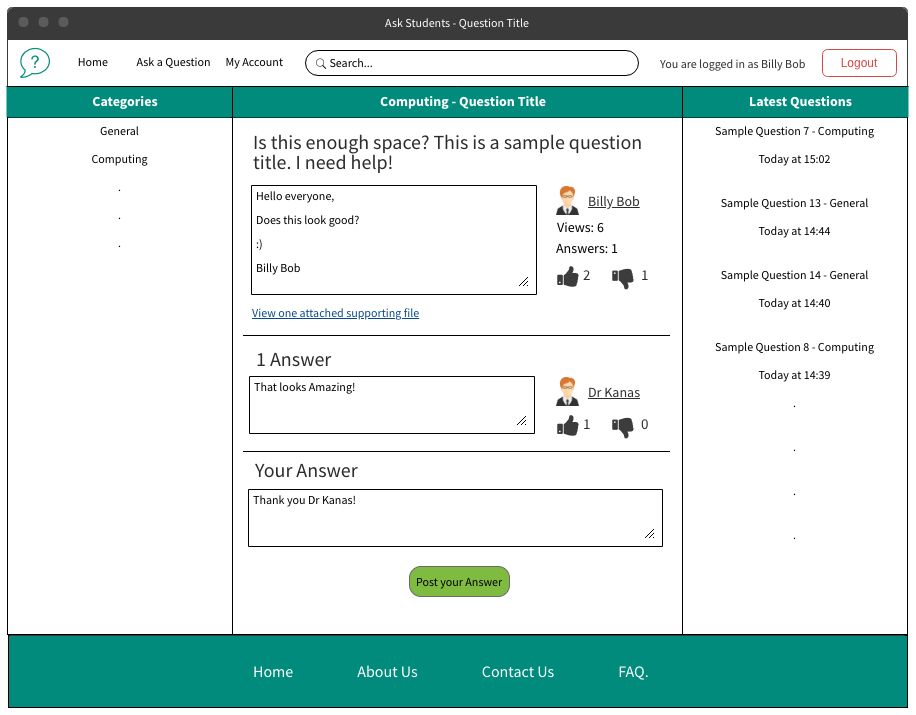 Ask Students - Question Title
?
Home
Ask a Question
My Account
Search...
You are logged in as Billy Bob
Logout
Categories
General
Computing
.
.
.
Computing - Question Title
Is this enough space? This is a sample question
title. I need help!
Hello everyone,
Does this look good?
:)
Billy Bob
Billy Bob
Views: 6
Answers: 1
2
1
View one attached supporting file
1 Answer
That looks Amazing!
Dr Kanas
1
0
Your Answer
Thank you Dr Kanas!
Post your Answer
Latest Questions
Sample Question 7 - Computing
Today at 15:02
Sample Question 13 - General
Today at 14:44
Sample Question 14 - General
Today at 14:40
Sample Question 8 - Computing
Today at 14:39
.
.
.
.
Home
About Us
Contact Us
FAQ.